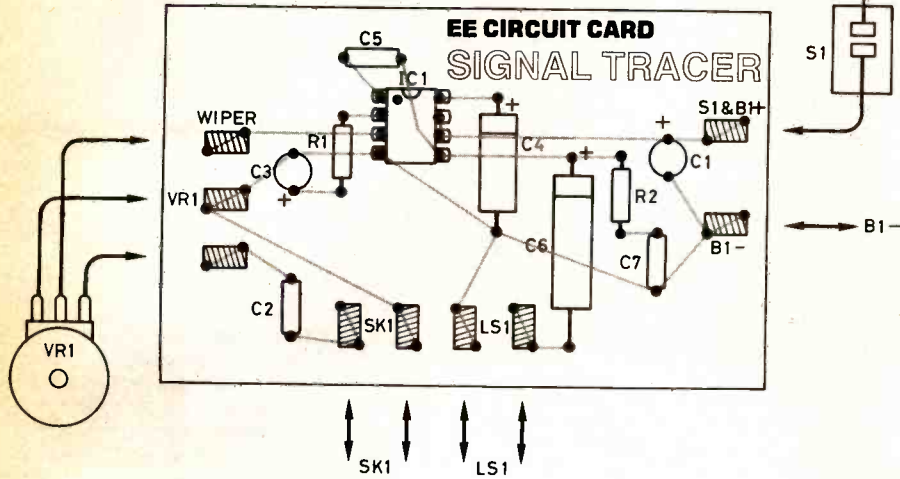 EE CIRCUIT CARD
SIGNAL TRACER
C5
IC1
S1
WIPER
S1&B1+
+
+
R1
C4
C3
C1
+
VR1
R2
+
B1-
B1-
C6
C7
C2
SK1
LS1
VR1
SK1
LS1